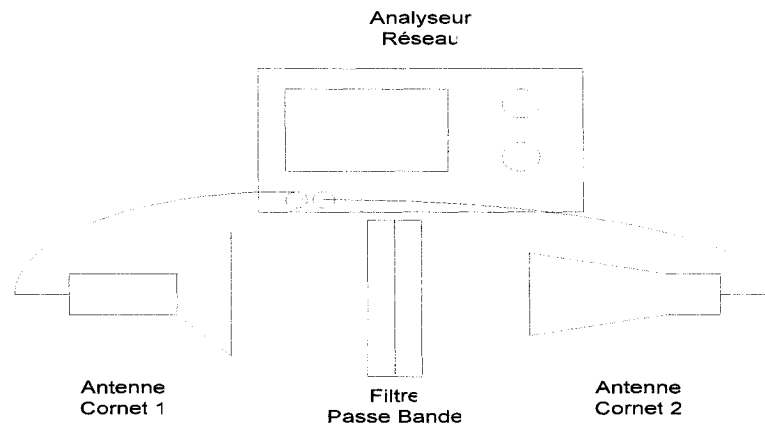 Analyseur
Réseau
Antenne
Cornet 1
Filtre
Passe Bande
Antenne
Cornet 2